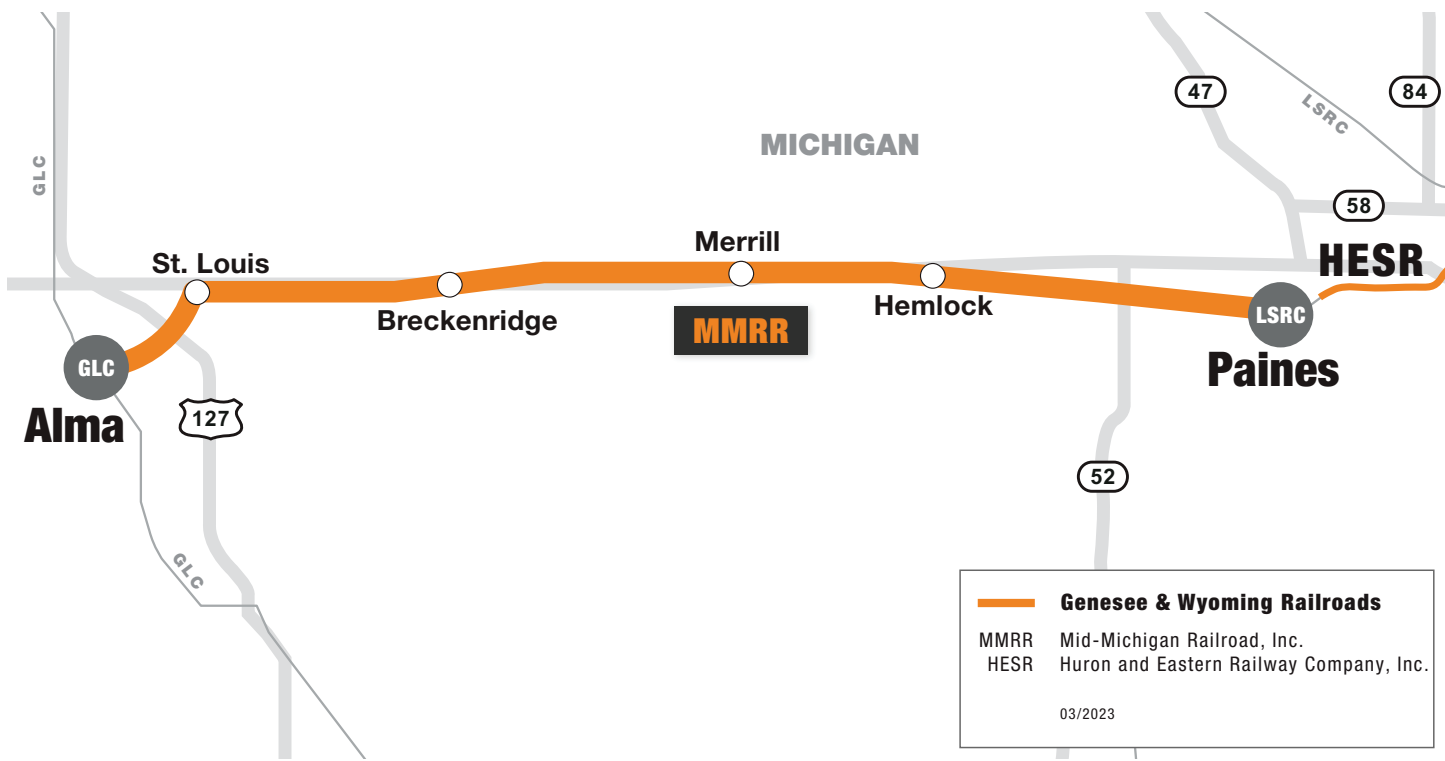 47
84
LSRC
MICHIGAN
GLC
58
Merrill
HESR
St. Louis
Hemlock
Breckenridge
MMRR
LSRC
Paines
GLC
Alma
127
52
GLC
Genesee & Wyoming Railroads
MMRR Mid-Michigan Railroad, Inc.
HESR Huron and Eastern Railway Company, Inc.
03/2023